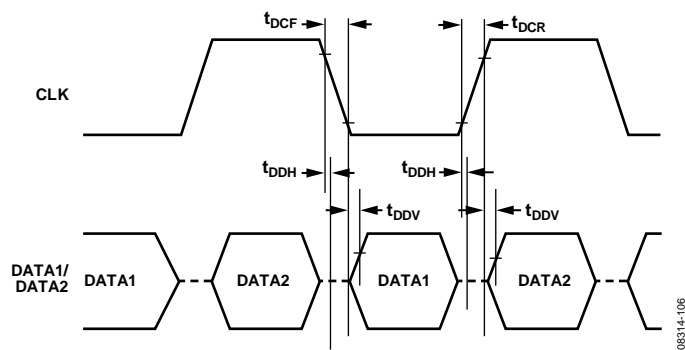 tDCF
tDCR
CLK
tDDH
tDDH
tDDV
tDDV
DATA1/
DATA2
DATA1
DATA2
DATA1
DATA2
08314-106